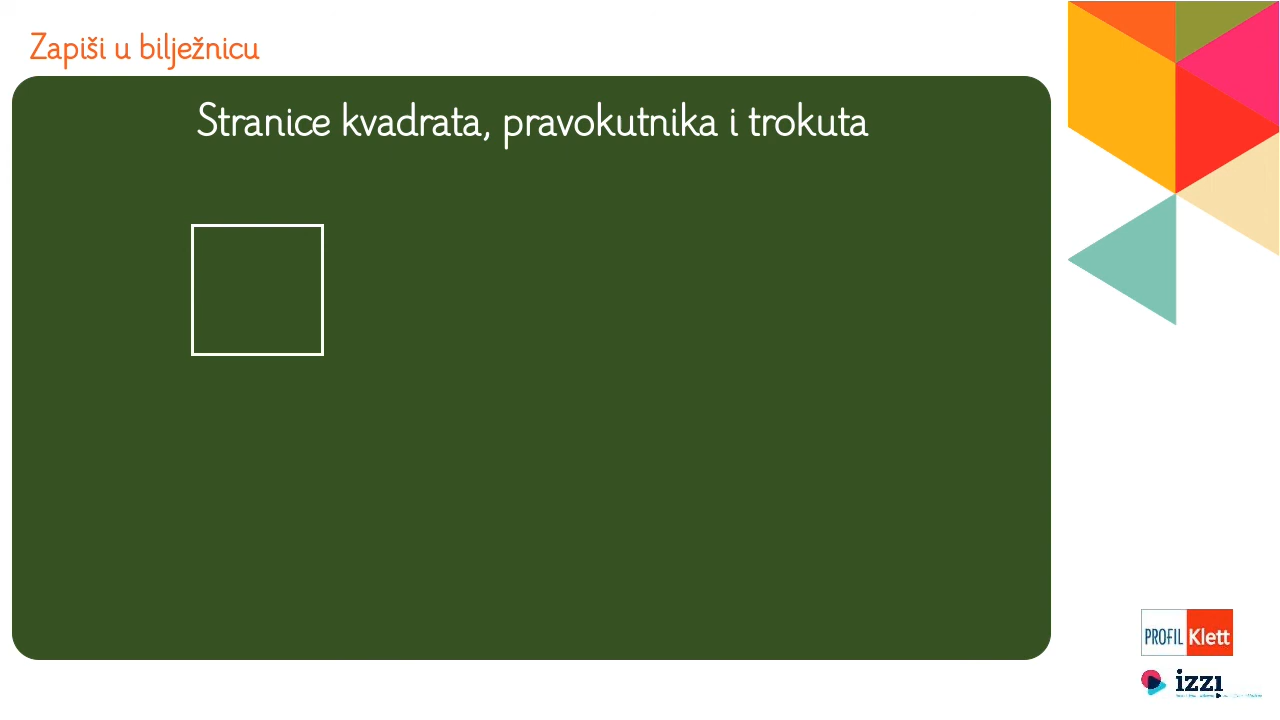 Zapiši u bilježnicu
Stranice kvadrata, pravokutnika i trokuta
PROFIL Klett
izzi